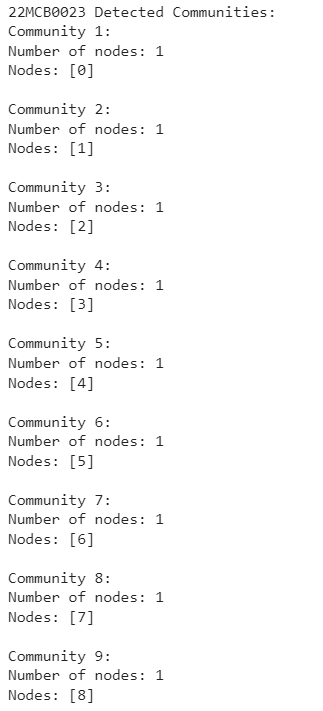 22MCB0023 Detected Communities:
Community 1:
Number of nodes: 1
Nodes: [0]
Community 2:
Number of nodes: 1
Nodes: [1]
Community 3:
Number of nodes: 1
Nodes: [2]
Community 4:
Number of nodes: 1
Nodes: [3]
Community 5:
Number of nodes: 1
Nodes: [4]
Community 6:
Number of nodes: 1
Nodes: [5]
Community 7:
Number of nodes: 1
Nodes: [6]
Community 8:
Number of nodes: 1
Nodes: [7]
Community 9:
Number of nodes: 1
Nodes: [8]